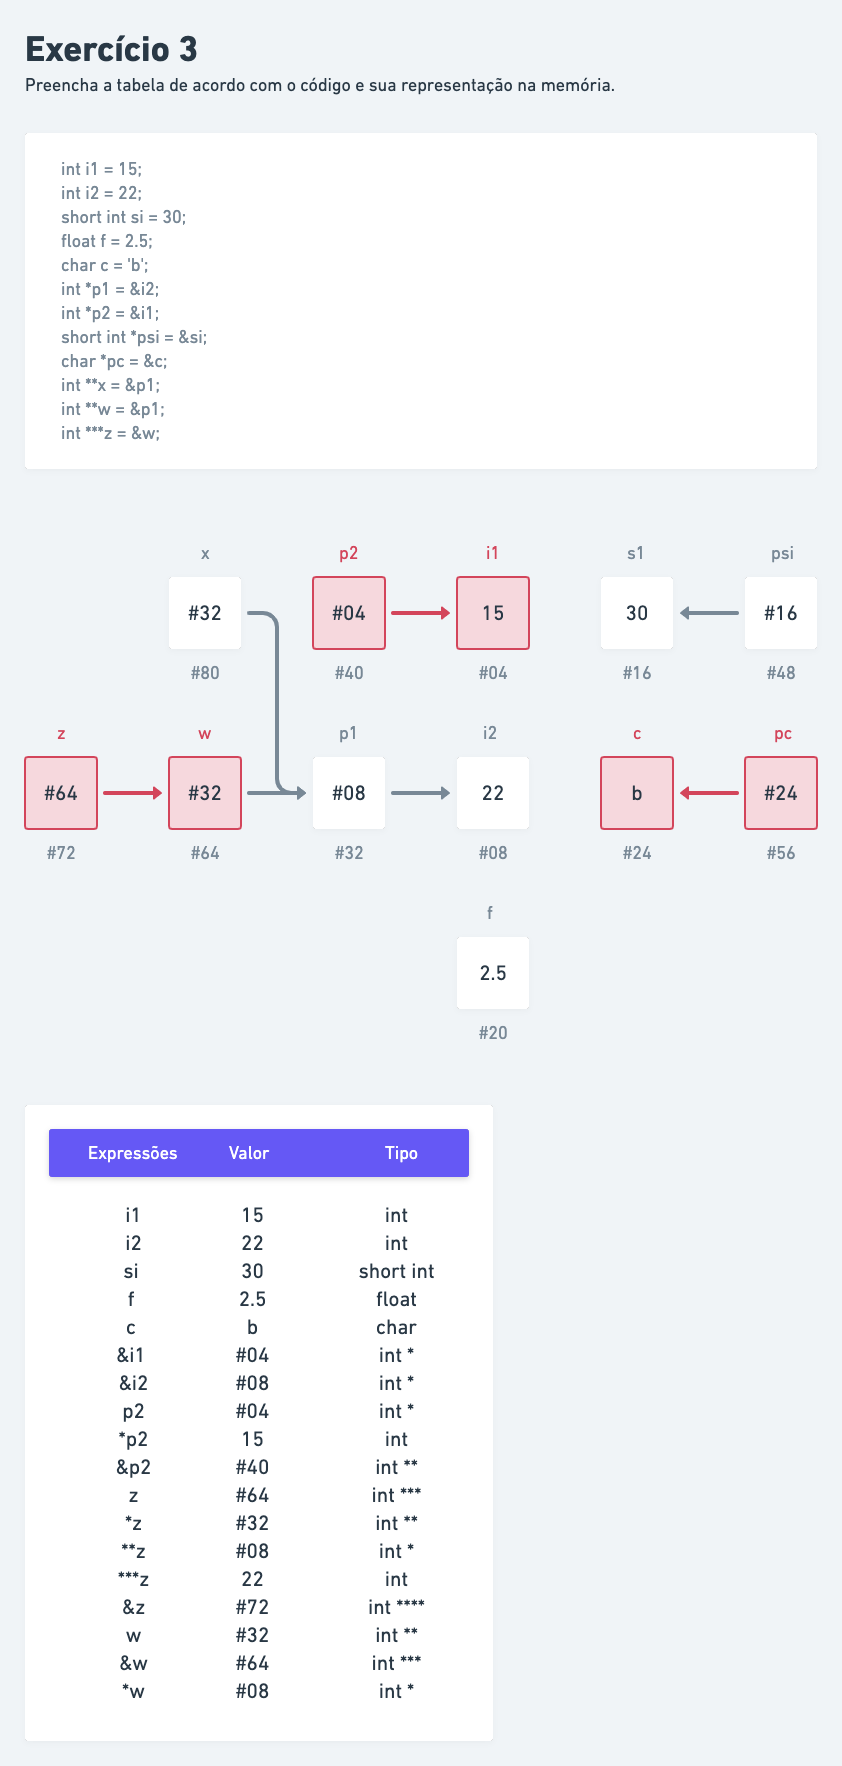 Exercício 3
Preencha a tabela de acordo com o código e sua representação na memória.
int i1 = 15;
int i2 = 22;
short int si = 30;
float f = 2.5;
char c = 'b';
int *p1 = &i2;
int *p2 = &i1;
short int *psi = &si;
char *pc = &c;
int **x = &p1;
int **w = &p1;
int ***z = &w;
x p2 i1 s1 psi
#32 #04 15 30 #16
#80 #40 #04 #16 #48
z w p1 i2 c pc
#64 #32 #08 22 b #24
#72 #64 #32 #08 #24 #56
f
2.5
#20
Expressões Valor Tipo
i1 15 int
i2 22 int
si 30 short int
f 2.5 float
c b char
&i1 #04 int *
&i2 #08 int *
p2 #04 int *
*p2 15 int
&p2 #40 int **
z #64 int ***
*z #32 int **
**z #08 int *
***z 22 int
&z #72 int ****
w #32 int **
&w #64 int ***
*w #08 int *